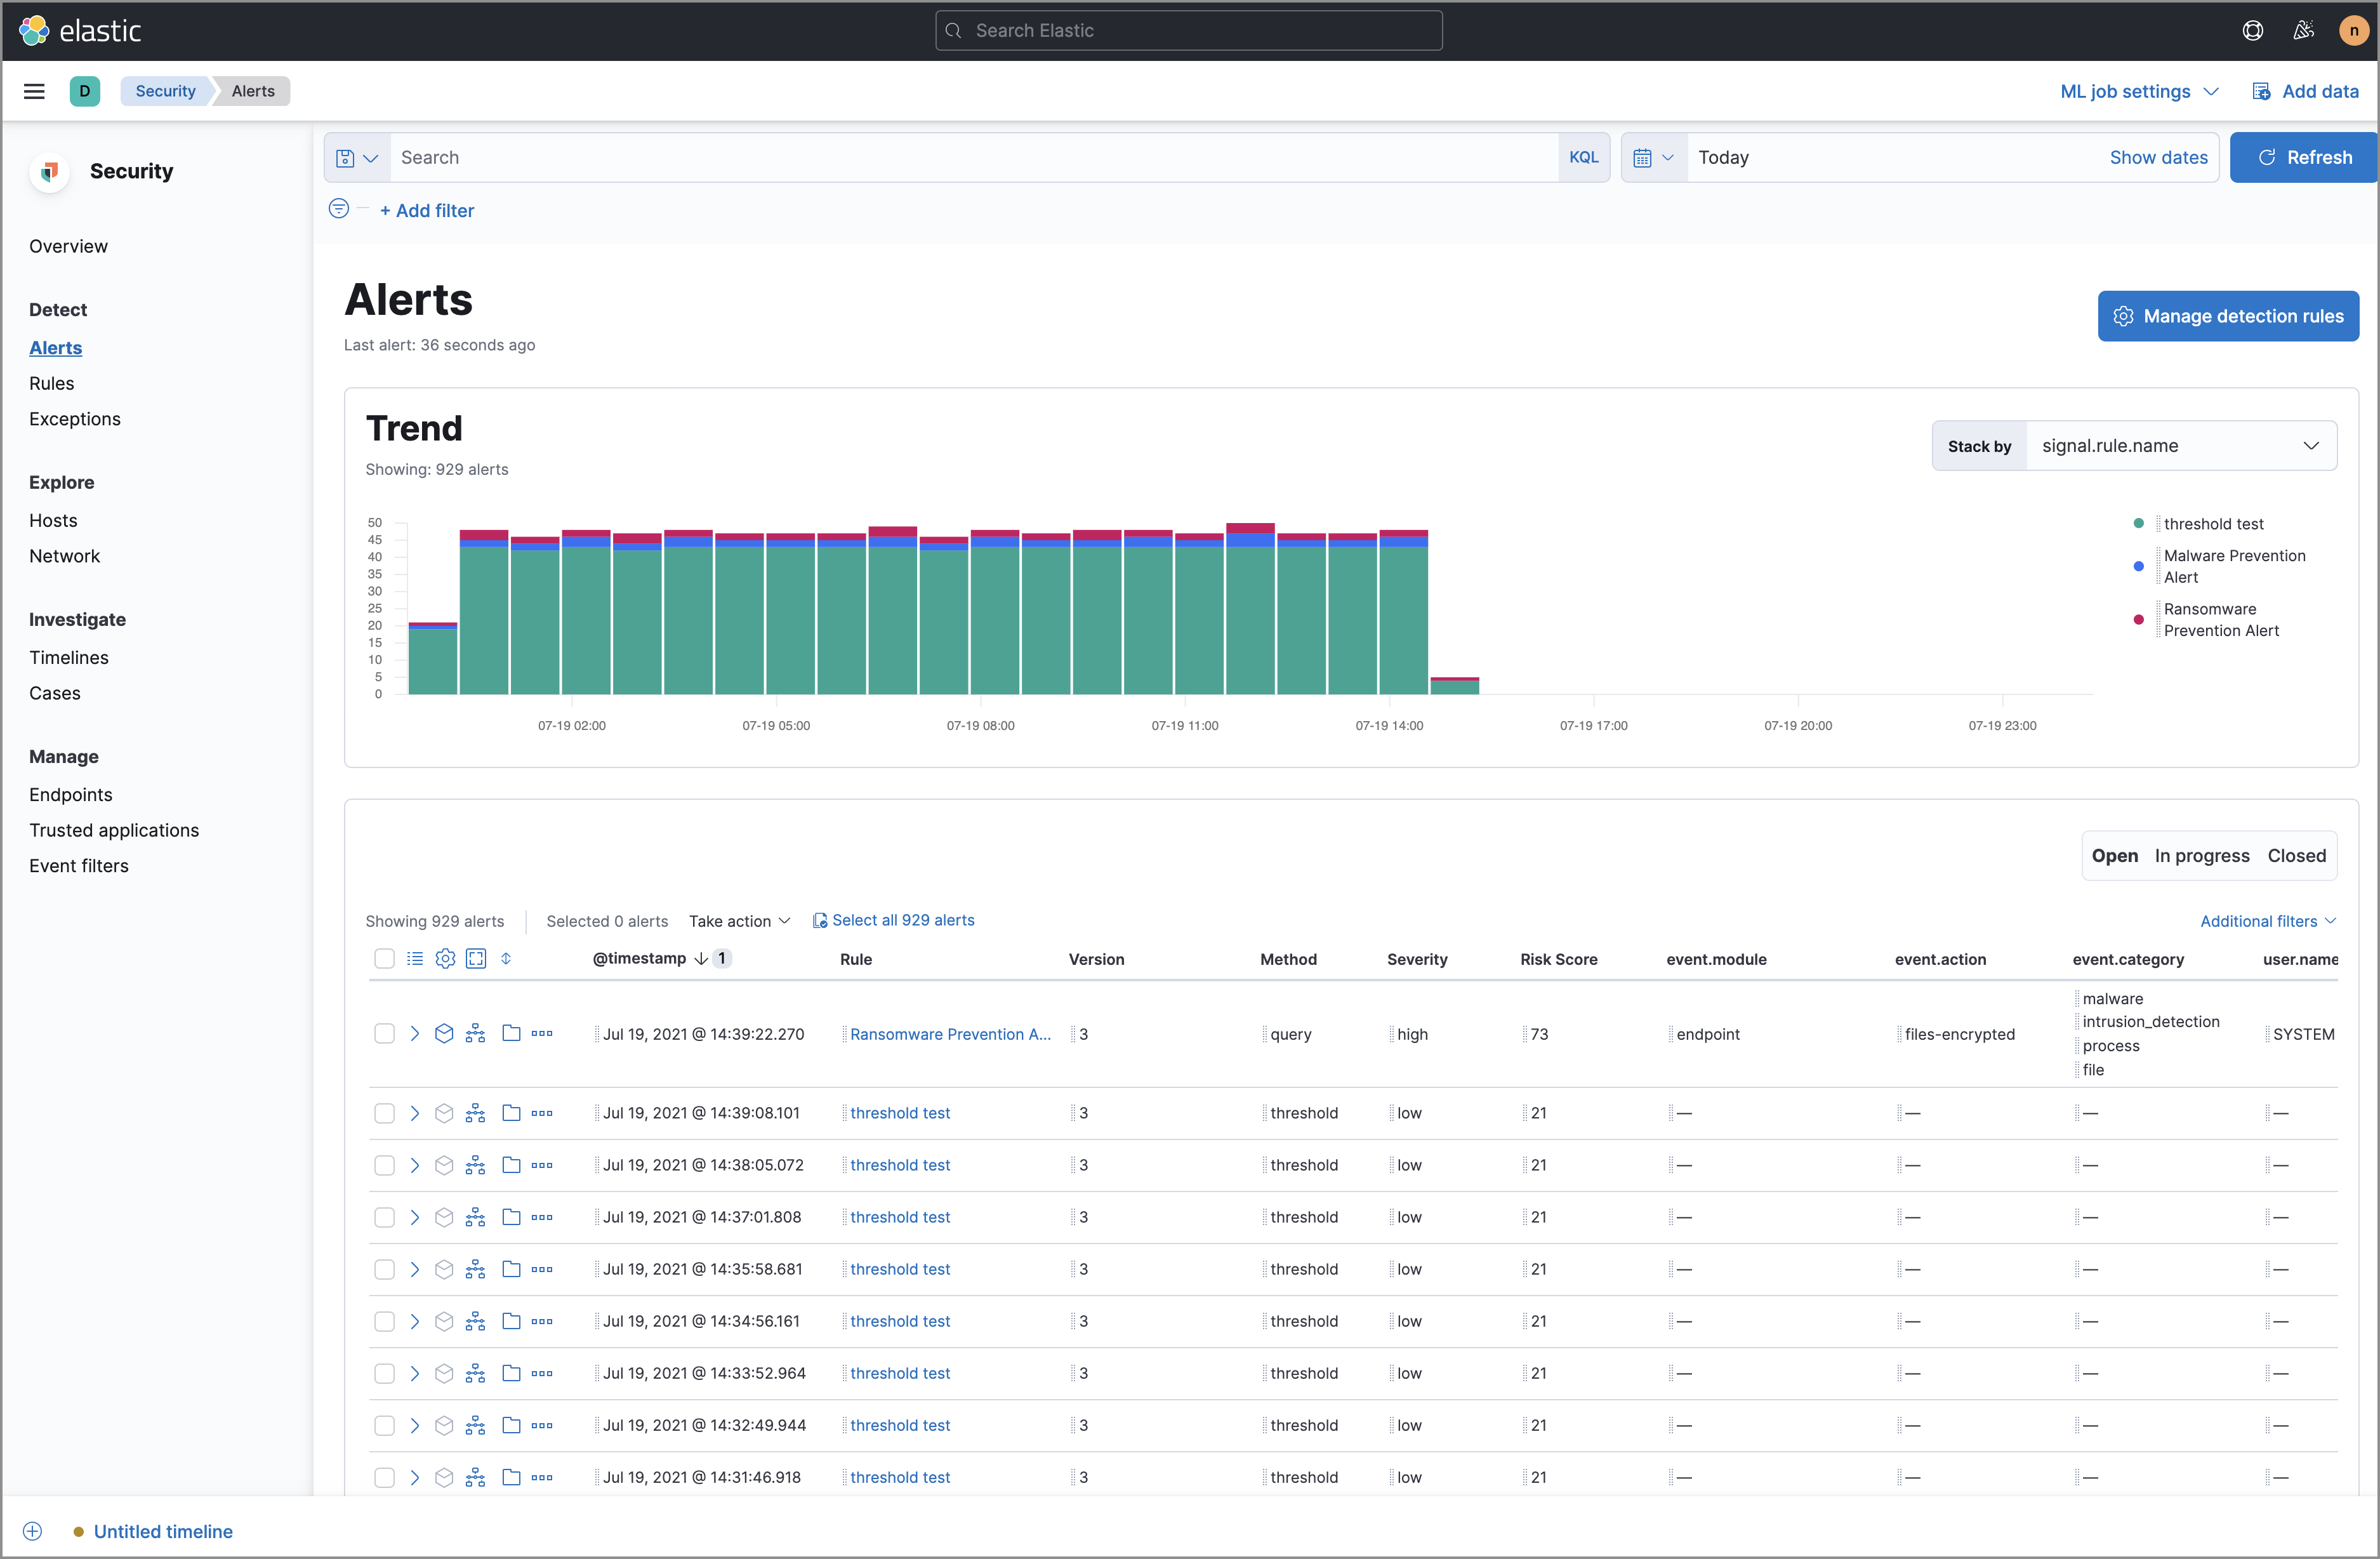 elastic
Search Elastic
n
D
Security
Alerts
ML job settings
Add data
Security
Overview
Detect
Alerts
Rules
Exceptions
Explore
Hosts
Network
Investigate
Timelines
Cases
Manage
Endpoints
Trusted applications
Event filters
Search
KQL
Today
Show dates
Refresh
+ Add filter
Alerts
Last alert: 36 seconds ago
Manage detection rules
Trend
Showing: 929 alerts
Stack by
signal.rule.name
50
45
40
35
30
25
20
15
10
5
0
07-19 02:00
07-19 05:00
07-19 08:00
07-19 11:00
07-19 14:00
07-19 17:00
07-19 20:00
07-19 23:00
threshold test
Malware Prevention
Alert
Ransomware
Prevention Alert
Open In progress Closed
Showing 929 alerts Selected 0 alerts Take action Select all 929 alerts Additional filters
@timestamp 1 Rule Version Method Severity Risk Score event.module event.action event.category user.name
Jul 19, 2021 @ 14:39:22.270 Ransomware Prevention A... 3 query high 73 endpoint files-encrypted malware
intrusion_detection
process
file
SYSTEM
Jul 19, 2021 @ 14:39:08.101 threshold test 3 threshold low 21 — — — —
Jul 19, 2021 @ 14:38:05.072 threshold test 3 threshold low 21 — — — —
Jul 19, 2021 @ 14:37:01.808 threshold test 3 threshold low 21 — — — —
Jul 19, 2021 @ 14:35:58.681 threshold test 3 threshold low 21 — — — —
Jul 19, 2021 @ 14:34:56.161 threshold test 3 threshold low 21 — — — —
Jul 19, 2021 @ 14:33:52.964 threshold test 3 threshold low 21 — — — —
Jul 19, 2021 @ 14:32:49.944 threshold test 3 threshold low 21 — — — —
Jul 19, 2021 @ 14:31:46.918 threshold test 3 threshold low 21 — — — —
Untitled timeline